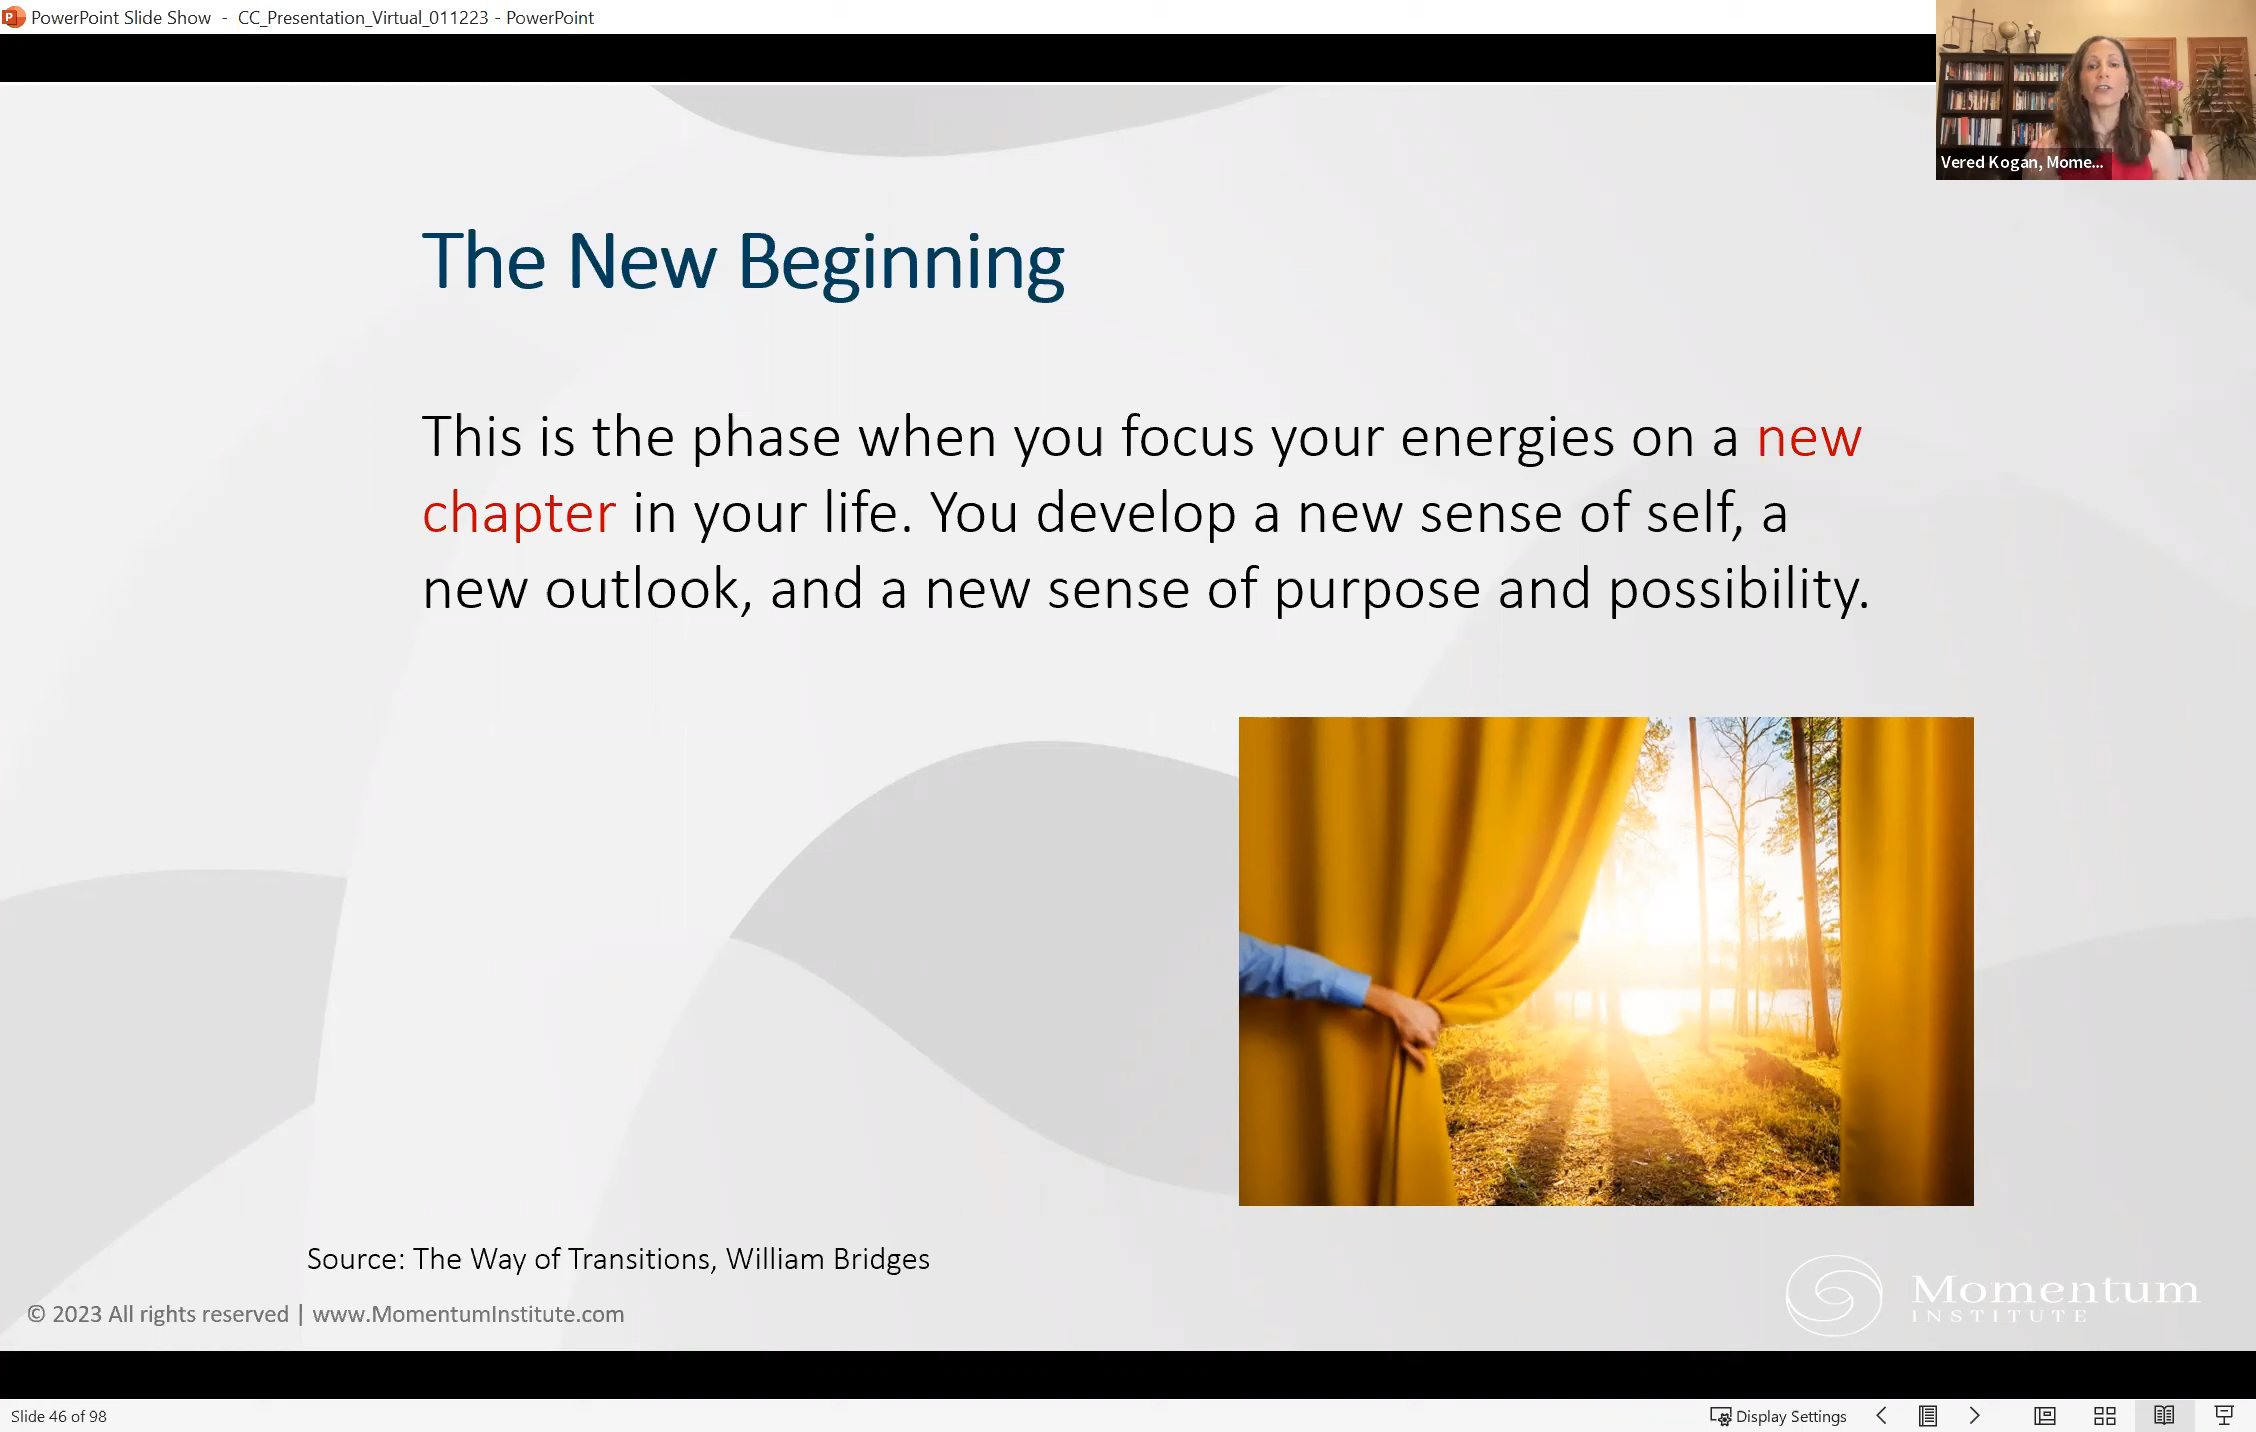 PowerPoint Slide Show - CC_Presentation_Virtual_011223 - PowerPoint
Vered Kogan, Mome...
The New Beginning
This is the phase when you focus your energies on a new
chapter in your life. You develop a new sense of self, a
new outlook, and a new sense of purpose and possibility.
Source: The Way of Transitions, William Bridges
© 2023 All rights reserved | www.MomentumInstitute.com
Momentum
INSTITUTE
Slide 46 of 98
Display Settings